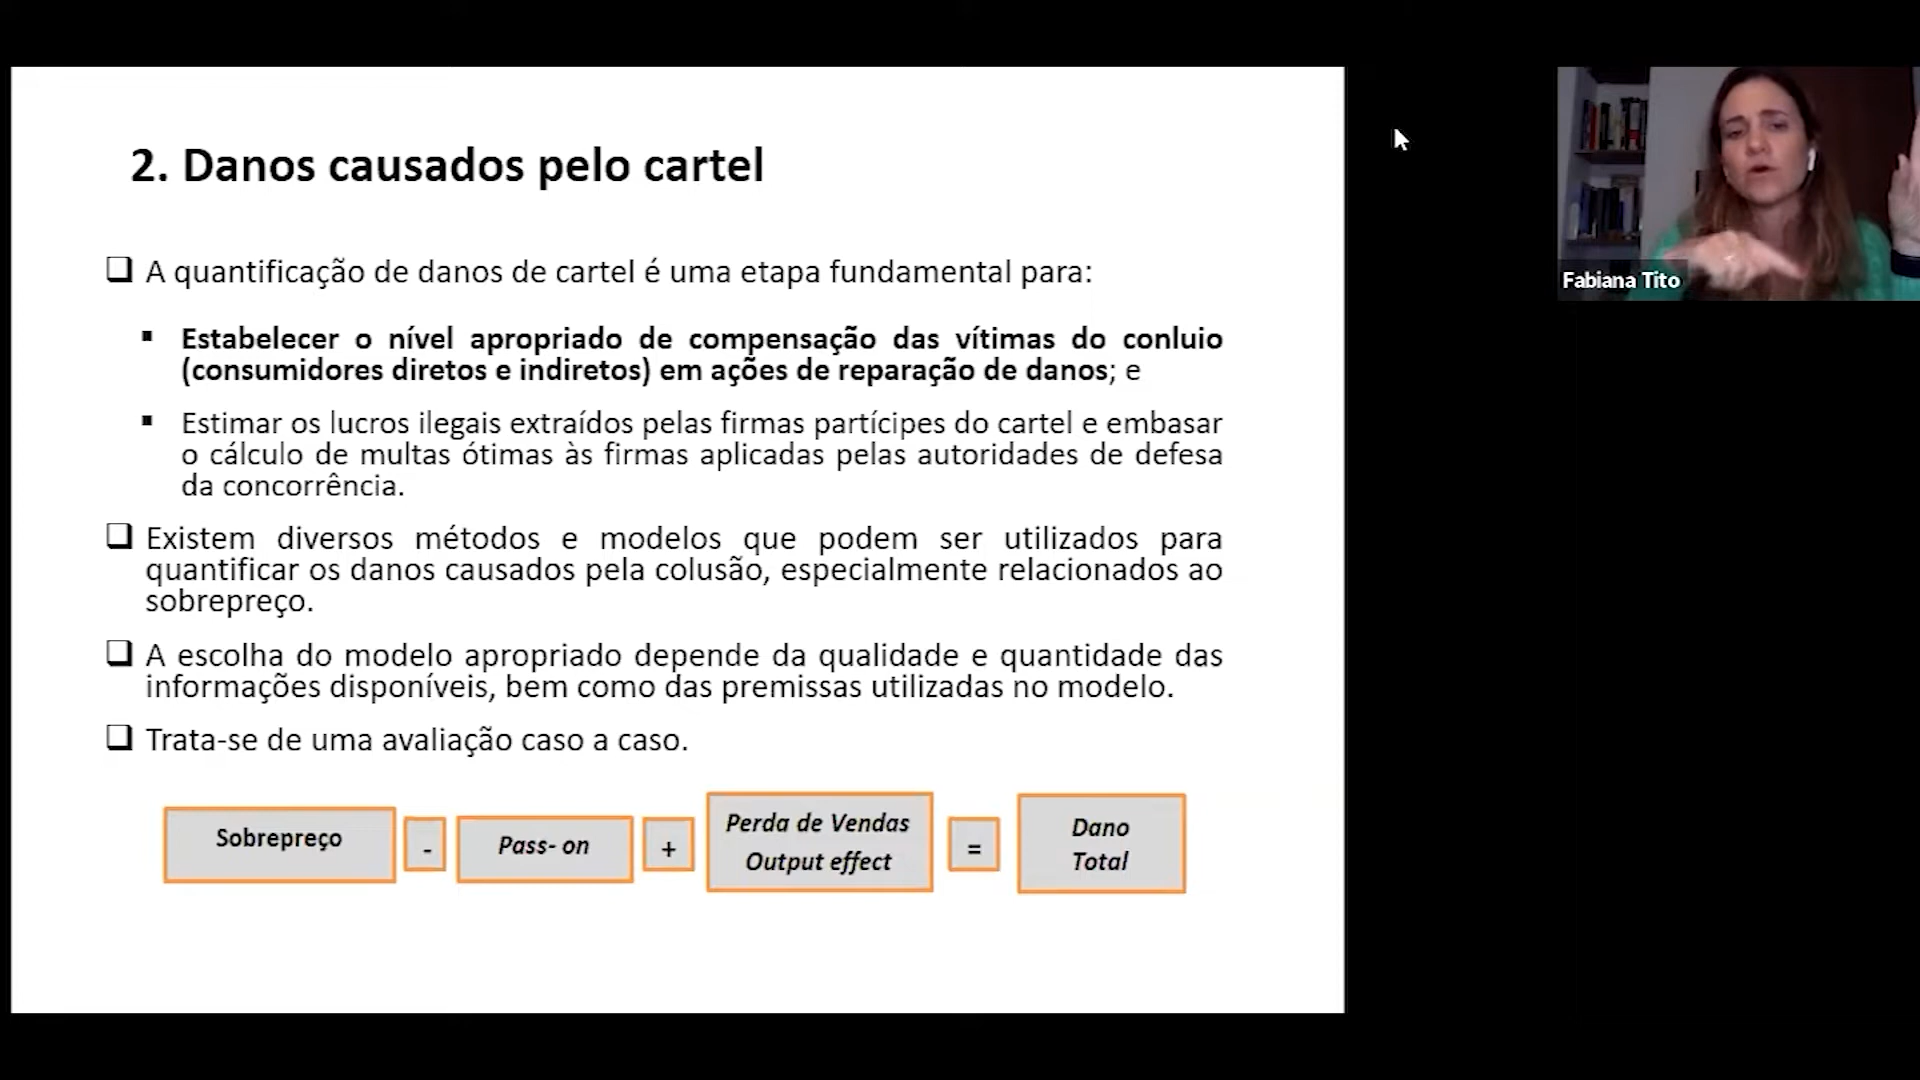 2. Danos causados pelo cartel
A quantificação de danos de cartel é uma etapa fundamental para:
Estabelecer o nível apropriado de compensação das vítimas do conluio
(consumidores diretos e indiretos) em ações de reparação de danos; e
Estimar os lucros ilegais extraídos pelas firmas partícipes do cartel e embasar
o cálculo de multas ótimas às firmas aplicadas pelas autoridades de defesa
da concorrência.
Existem diversos métodos e modelos que podem ser utilizados para
quantificar os danos causados pela colusão, especialmente relacionados ao
sobrepreço.
A escolha do modelo apropriado depende da qualidade e quantidade das
informações disponíveis, bem como das premissas utilizadas no modelo.
Trata-se de uma avaliação caso a caso.
Sobrepreço
-
Pass- on
+
Perda de Vendas
Output effect
=
Dano
Total
Fabiana Tito